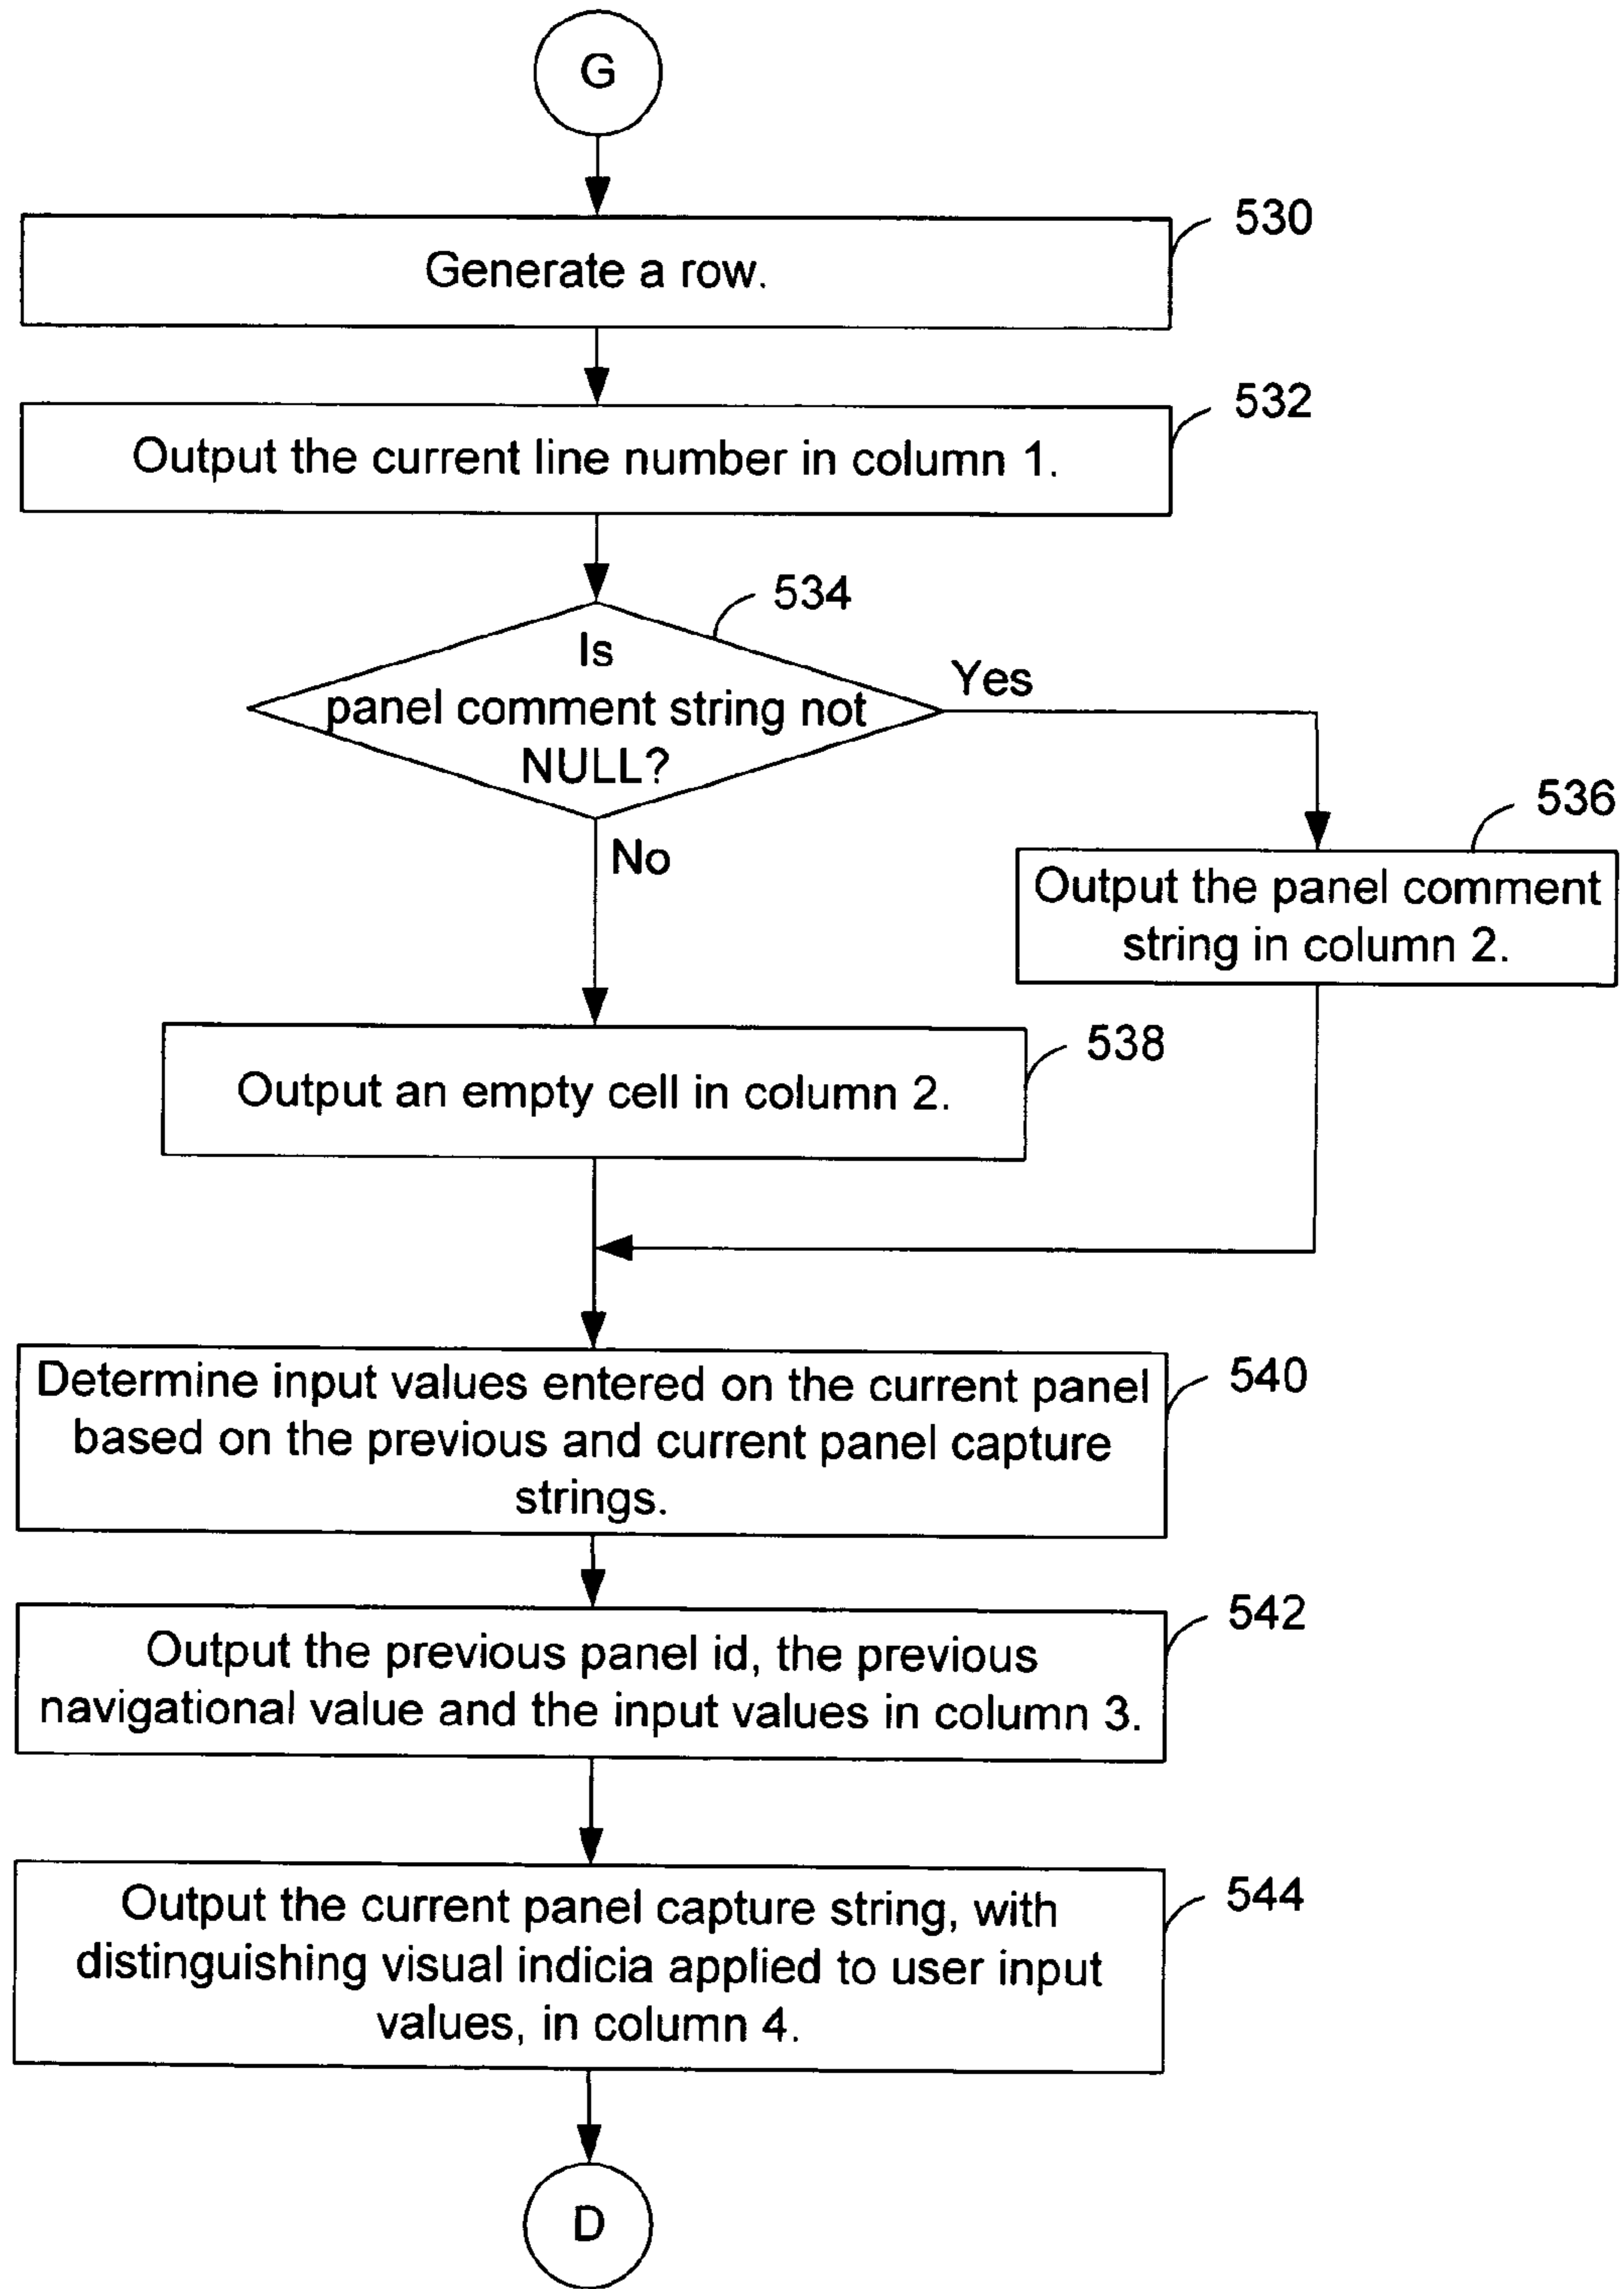 G
530
Generate a row.
532
Output the current line number in column 1.
534
Is
panel comment string not
NULL?
Yes
No
536
Output the panel comment
string in column 2.
538
Output an empty cell in column 2.
540
Determine input values entered on the current panel
based on the previous and current panel capture
strings.
542
Output the previous panel id, the previous
navigational value and the input values in column 3.
544
Output the current panel capture string, with
distinguishing visual indicia applied to user input
values, in column 4.
D